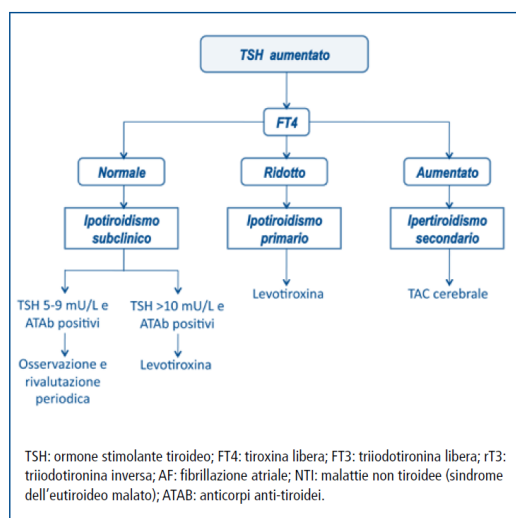 TSH aumentato
FT4
Normale
Ridotto
Aumentato
Ipotiroidismo
subclinico
Ipotiroidismo
primario
Ipertiroidismo
secondario
TSH 5-9 mU/L e
ATAb positivi
TSH >10 mU/L e
ATAb positivi
Levotiroxina
TAC cerebrale
Osservazione e
rivalutazione
periodica
Levotiroxina
TSH: ormone stimolante tiroideo; FT4: tiroxina libera; FT3: triiodotironina libera; rT3:
triiodotironina inversa; AF: fibrillazione atriale; NTI: malattie non tiroidee (sindrome
dell’eutiroideo malato); ATAB: anticorpi anti-tiroidei.